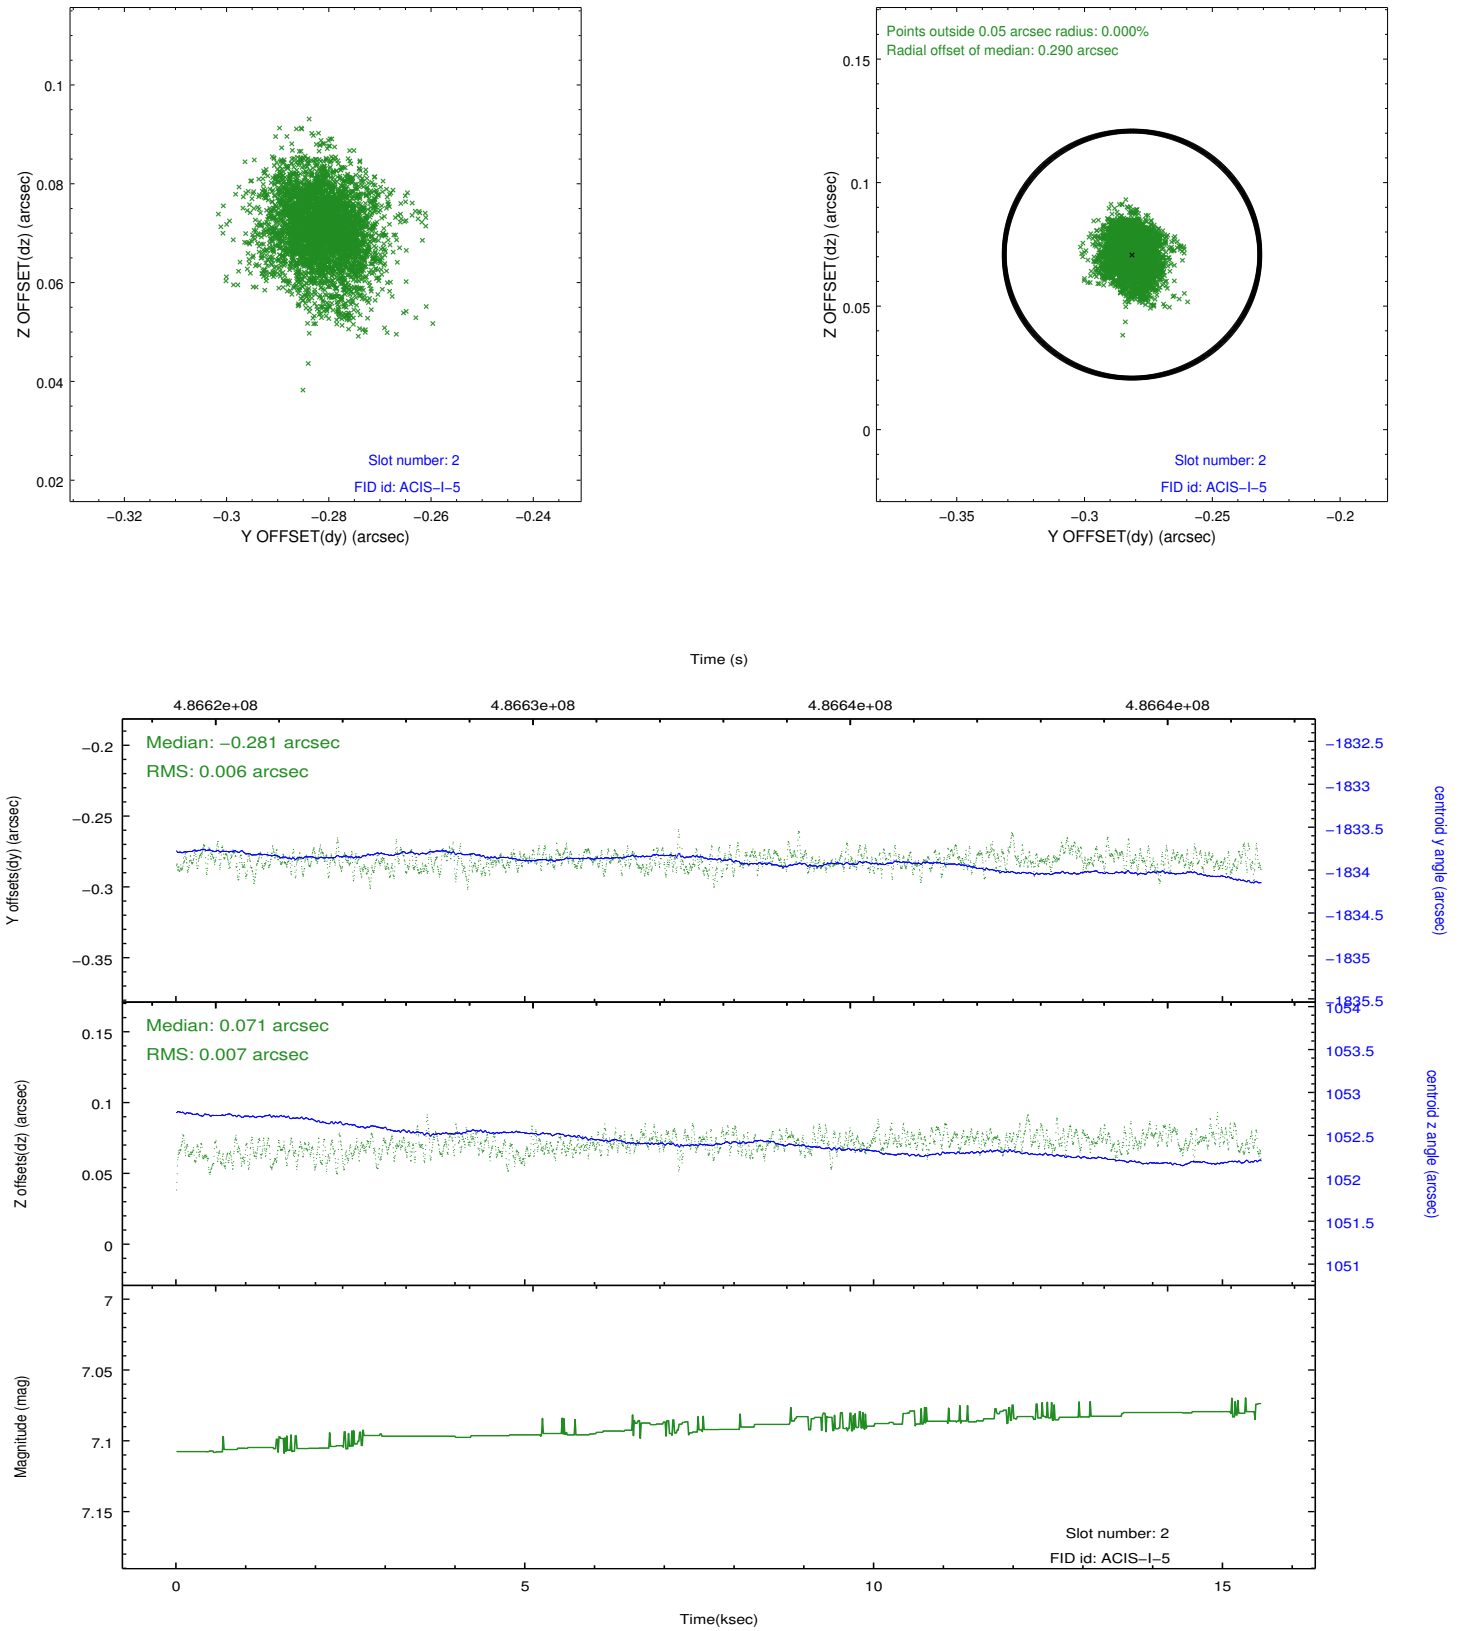 0.1
0.08
0.06
0.04
0.02
Z OFFSET(dz) (arcsec)
Slot number: 2
FID id: ACIS−I−5
−0.32 −0.3 −0.28 −0.26 −0.24
Y OFFSET(dy) (arcsec)
Points outside 0.05 arcsec radius: 0.000%
Radial offset of median: 0.290 arcsec
0.15
0.1
0.05
0
Z OFFSET(dz) (arcsec)
Slot number: 2
FID id: ACIS−I−5
−0.35 −0.3 −0.25 −0.2
Y OFFSET(dy) (arcsec)
Time (s)
4.8662e+08 4.8663e+08 4.8664e+08 4.8664e+08
Median: −0.281 arcsec
RMS: 0.006 arcsec
−0.2
−0.25
−0.3
−0.35
Y offsets(dy) (arcsec)
−1832.5
−1833
−1833.5
−1834
−1834.5
−1835
−1835.5
centroid y angle (arcsec)
Median: 0.071 arcsec
RMS: 0.007 arcsec
0.15
0.1
0.05
0
Z offsets(dz) (arcsec)
1054
1053.5
1053
1052.5
1052
1051.5
1051
centroid z angle (arcsec)
7
7.05
7.1
7.15
Magnitude (mag)
Slot number: 2
FID id: ACIS−I−5
0 5 10 15
Time(ksec)